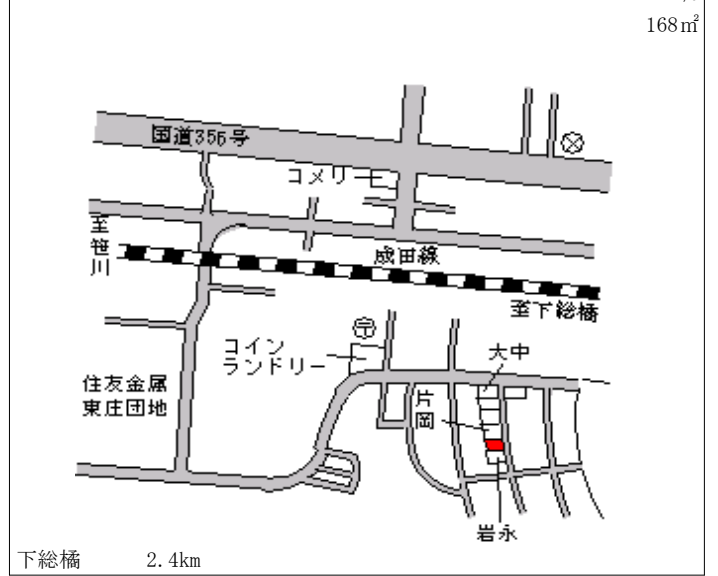 168㎡
国道356号
コメリ
至笹川
成田線
至下総橘
コイン
ランドリー
大中
住友金属
東庄団地
片岡
岩永
下総橘 2.4km